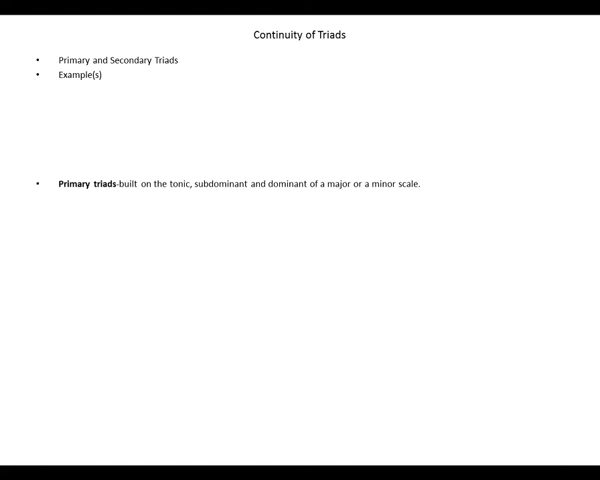 Continuity of Triads
• Primary and Secondary Triads
• Example(s)
• Primary triads-built on the tonic, subdominant and dominant of a major or a minor scale.